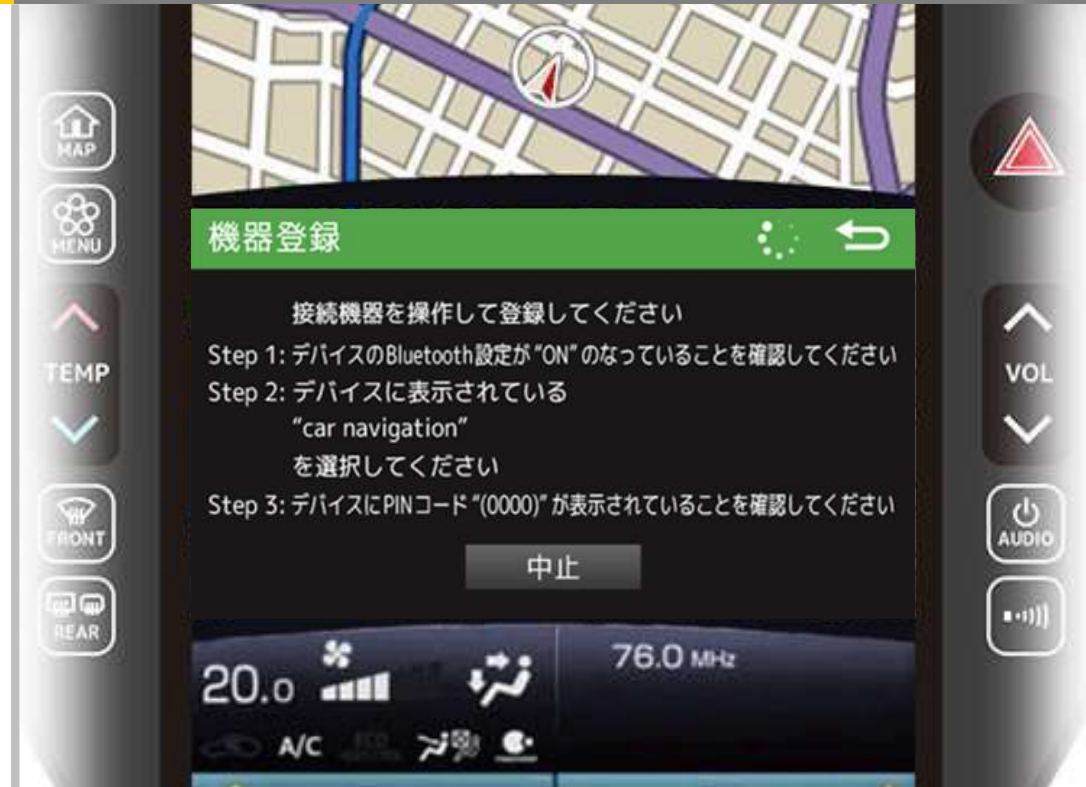 MAP
MENU
TEMP
FRONT
REAR
機器登録
接続機器を操作して登録してください
Step 1: デバイスのBluetooth設定が“ON”のなっていることを確認してください
Step 2: デバイスに表示されている
“car navigation”
を選択してください
Step 3: デバイスにPINコード“(0000)”が表示されていることを確認してください
中止
20.0
A/C
76.0 MHz
VOL
AUDIO